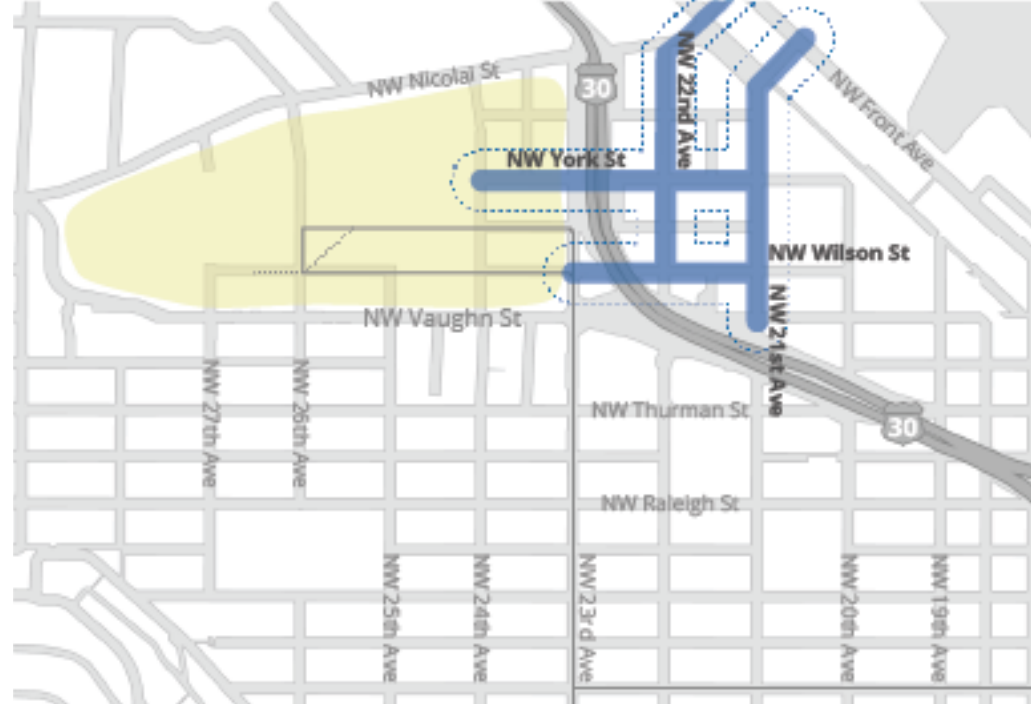 NW Nicolai St
30
NW 22nd Ave
NW Front Ave
NW York St
NW Wilson St
NW Vaughn St
NW 21st Ave
NW 27th Ave
NW 26th Ave
NW Thurman St
30
NW Raleigh St
NW 25th Ave
NW 24th Ave
NW 23rd Ave
NW 20th Ave
NW 19th Ave